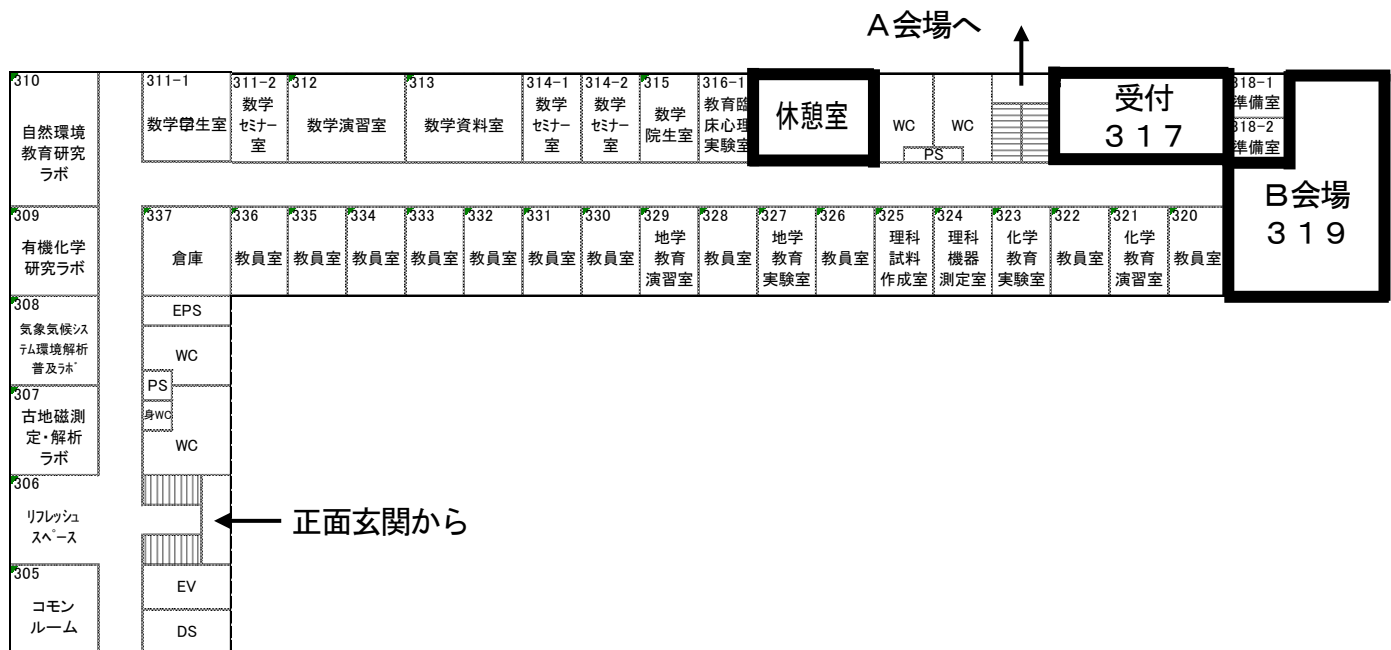 A会場へ
310
自然環境
教育研究
ラボ
311-1
数学学生室
311-2
数学
ｾﾐﾅｰ
室
312
数学演習室
313
数学資料室
314-1
数学
ｾﾐﾅｰ
室
314-2
数学
ｾﾐﾅｰ
室
315
数学
院生室
316-1
教育臨
床心理
実験室
休憩室
WC
WC
PS
受付
３１７
318-1
準備室
318-2
準備室
B会場
３１９
309
有機化学
研究ラボ
337
倉庫
336
教員室
335
教員室
334
教員室
333
教員室
332
教員室
331
教員室
330
教員室
329
地学
教育
演習室
328
教員室
327
地学
教育
実験室
326
教員室
325
理科
試料
作成室
324
理科
機器
測定室
323
化学
教育
実験室
322
教員室
321
化学
教育
演習室
320
教員室
308
気象気候ｼｽ
ﾃﾑ環境解析
普及ﾗﾎﾞ
EPS
WC
PS
307
古地磁測
定・解析
ラボ
身WC
WC
306
ﾘﾌﾚｯｼｭ
ｽﾍﾟｰｽ
正面玄関から
305
コモン
ルーム
EV
DS